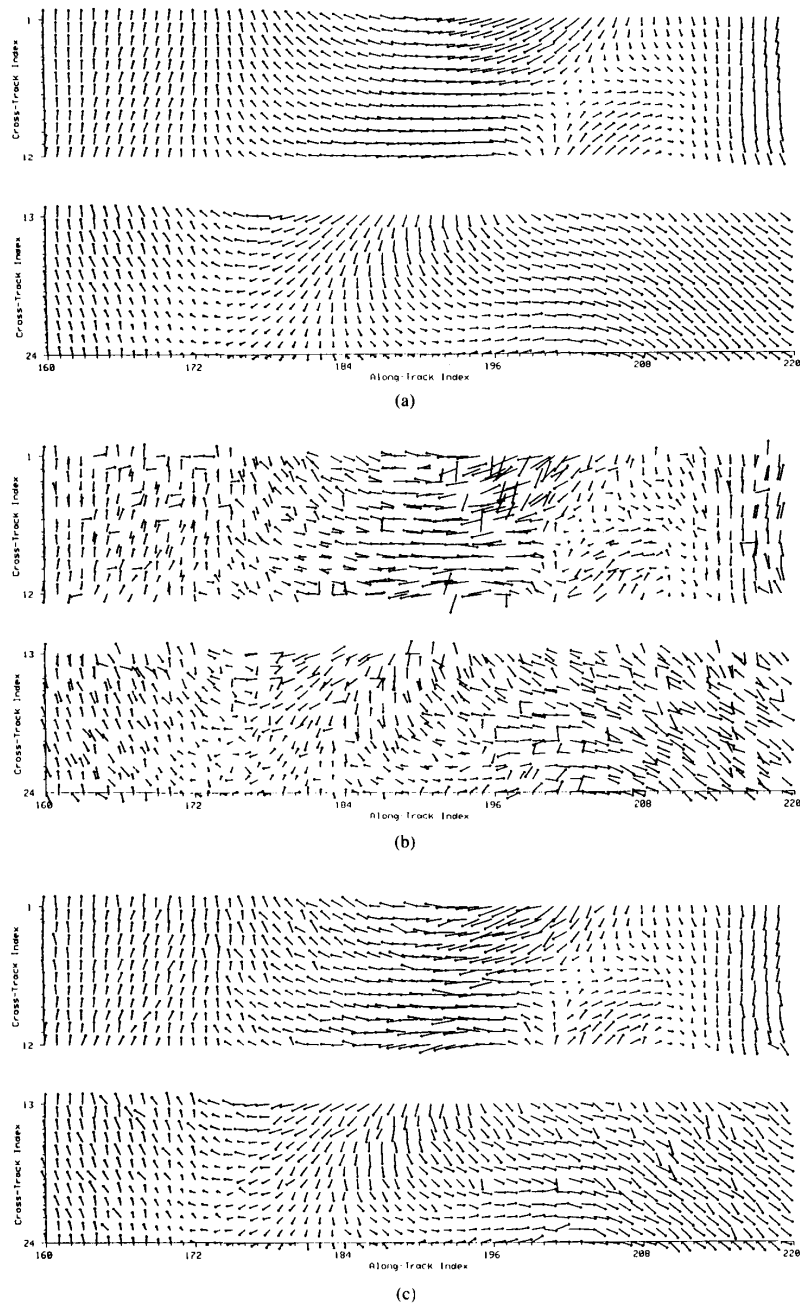 1
Cross-Track Index
12
13
Cross-Track Index
24
160 172 184 196 208 220
Along-Track Index
(a)
1
Cross-Track Index
12
13
Cross-Track Index
24
160 172 184 196 208 220
Along-Track Index
(b)
1
Cross-Track Index
12
13
Cross-Track Index
24
160 172 184 196 208 220
Along-Track Index
(c)